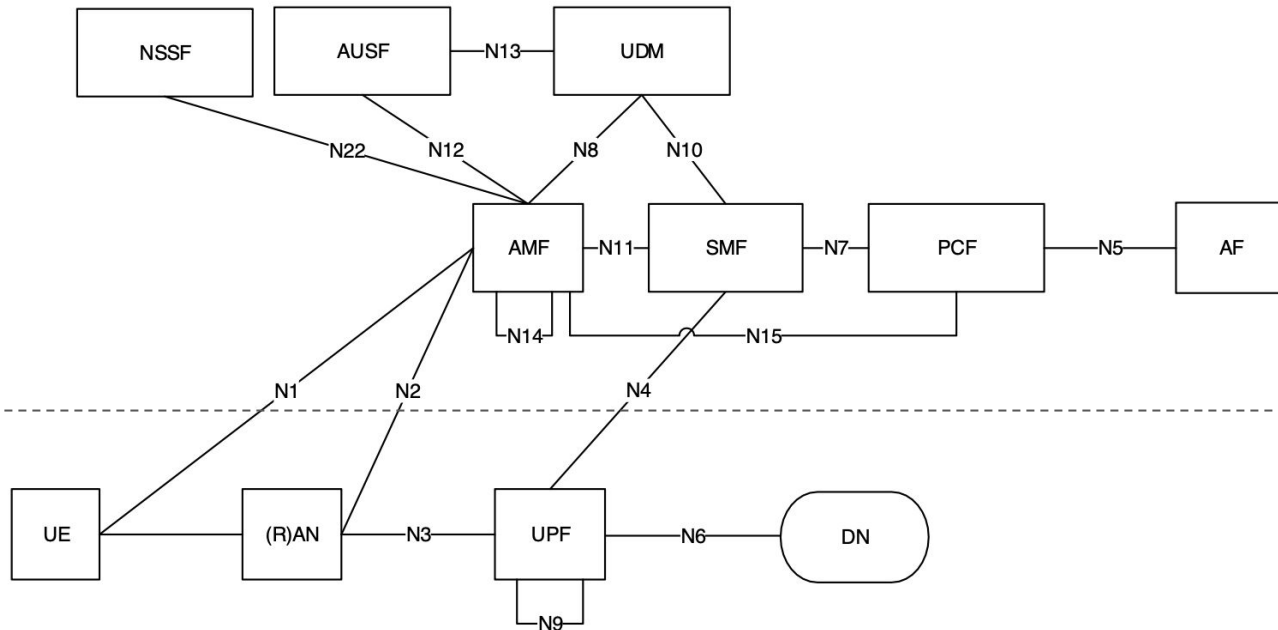 NSSF
AUSF
N13
UDM
N22
N12
N8
N10
AMF
N11
SMF
N7
PCF
N5
AF
N14
N15
N1
N2
N4
UE
(R)AN
N3
UPF
N6
DN
N9